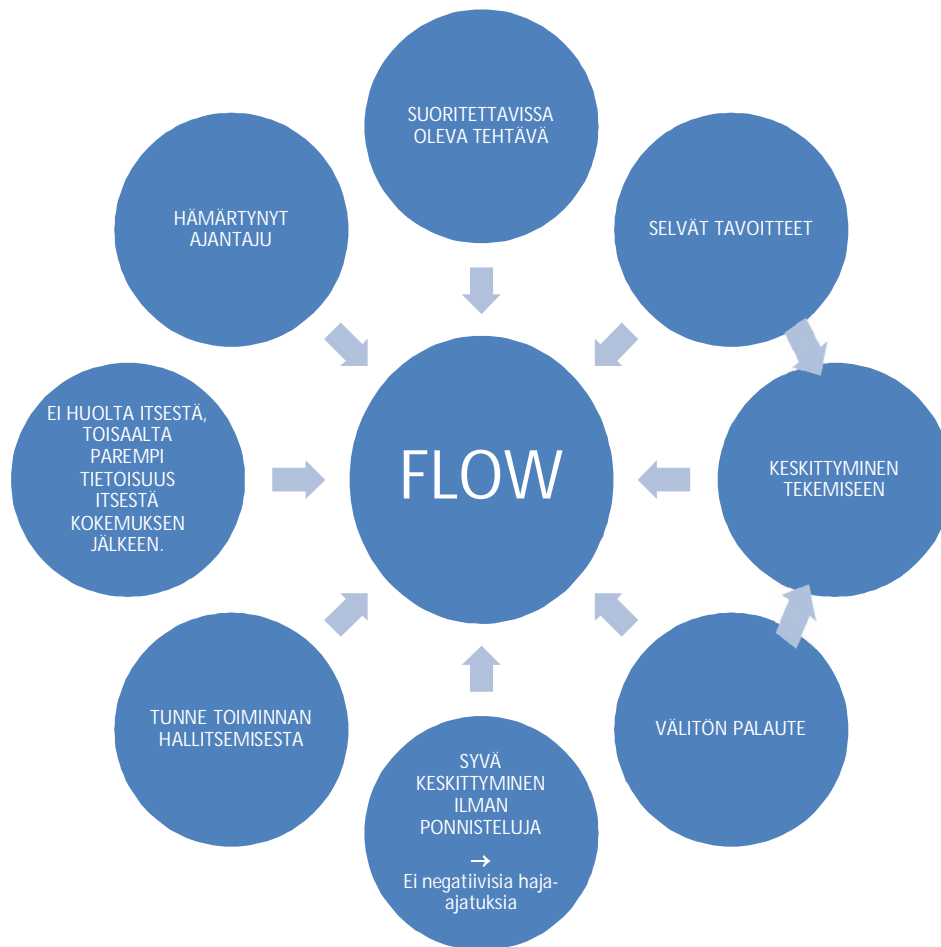 SUORITETTAVISSA
OLEVA TEHTÄVÄ
SELVÄT TAVOITTEET
KESKITTYMINEN
TEKEMISEEN
VÄLITÖN PALAUTE
SYVÄ
KESKITTYMINEN
ILMAN
PONNISTELUJA
→
Ei negatiivisia haja-
ajatuksia
TUNNE TOIMINNAN
HALLITSEMISESTA
EI HUOLTA ITSESTÄ,
TOISAALTA
PAREMPI
TIETOISUUS
ITSESTÄ
KOKEMUKSEN
JÄLKEEN.
HÄMÄRTYNYT
AJANTAJU
FLOW